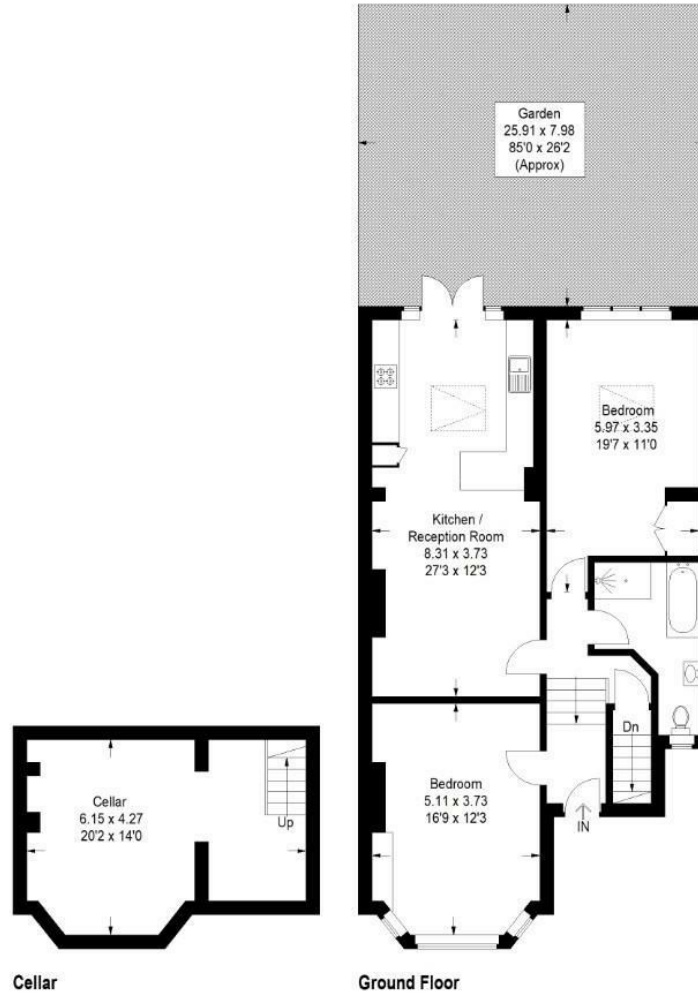 Garden
25.91 x 7.98
85'0 x 26'2
(Approx)
Bedroom
5.97 x 3.35
19'7 x 11'0
Kitchen /
Reception Room
8.31 x 3.73
27'3 x 12'3
Dn
Cellar
6.15 x 4.27
20'2 x 14'0
Up
Bedroom
5.11 x 3.73
16'9 x 12'3
IN
Cellar
Ground Floor